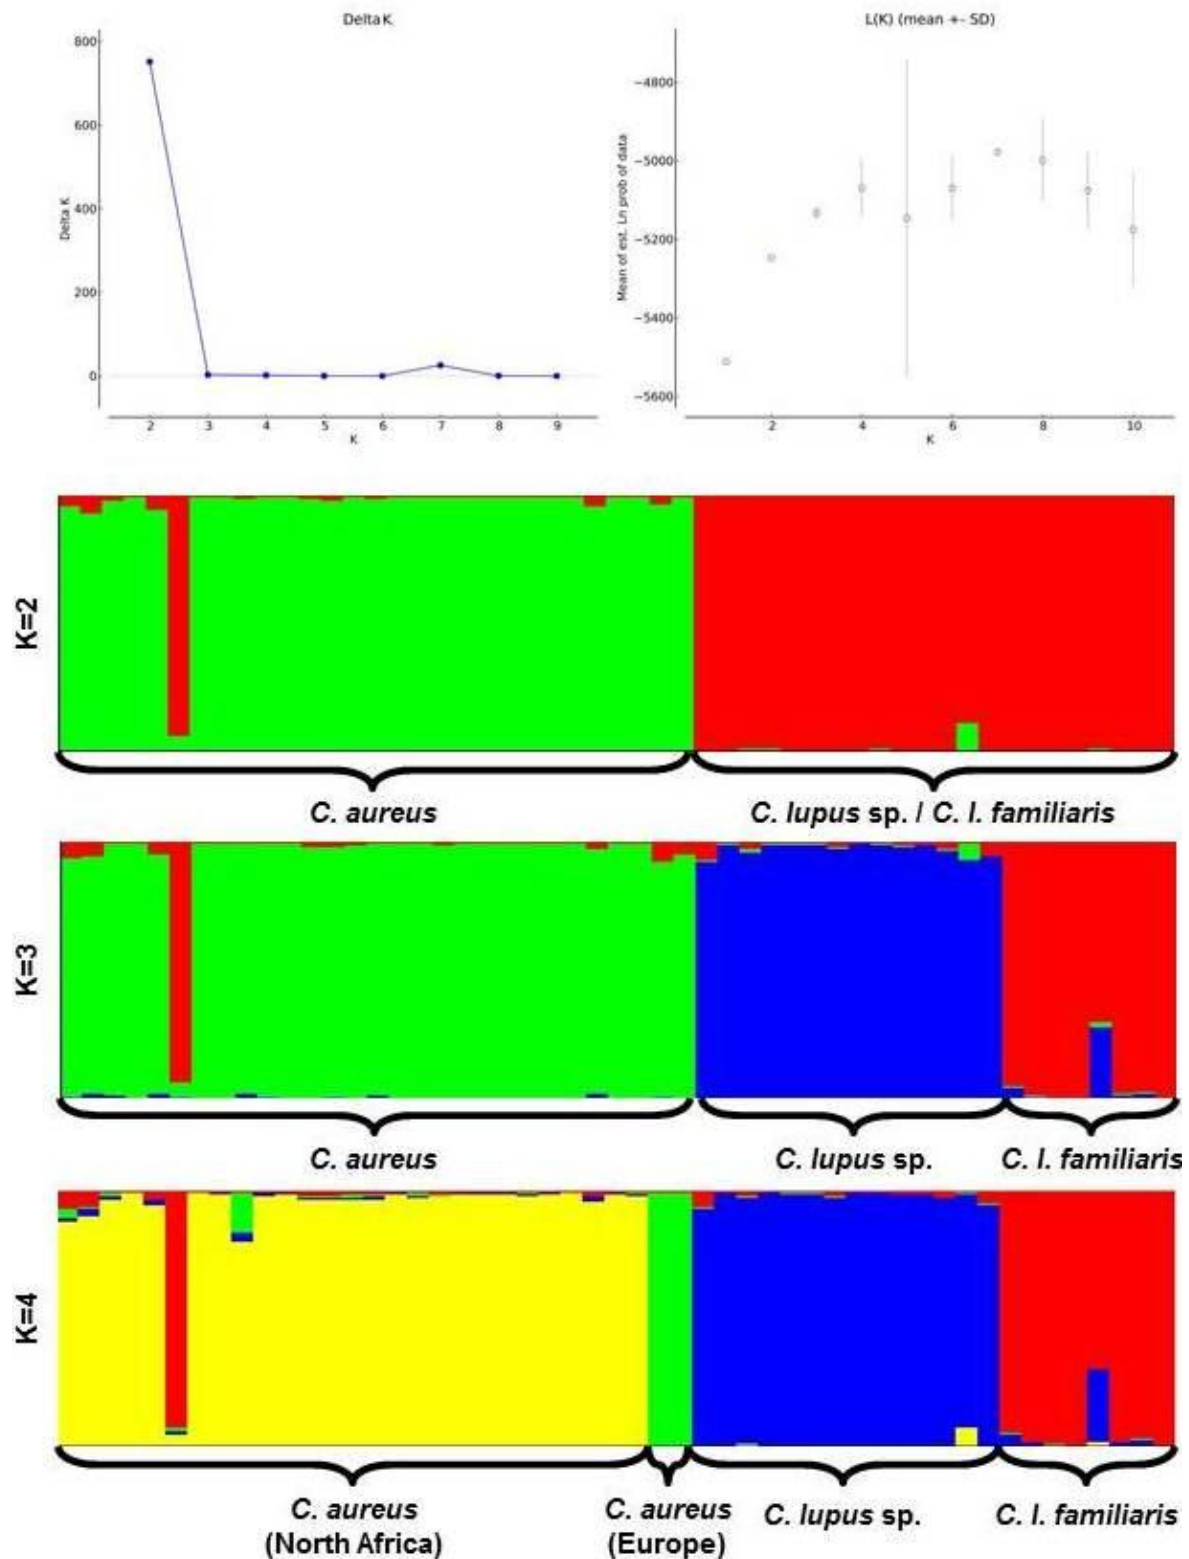 Delta K
L(K) (mean +- SD)
800
600
400
200
0
Delta K
2 3 4 5 6 7 8 9
K
−4800
−5000
−5200
−5400
−5600
Mean of est. Ln prob of data
2 4 6 8 10
K
K=2
C. aureus
C. lupus sp. / C. l. familiaris
K=3
C. aureus
C. lupus sp.
C. l. familiaris
K=4
C. aureus
(North Africa)
C. aureus
(Europe)
C. lupus sp.
C. l. familiaris